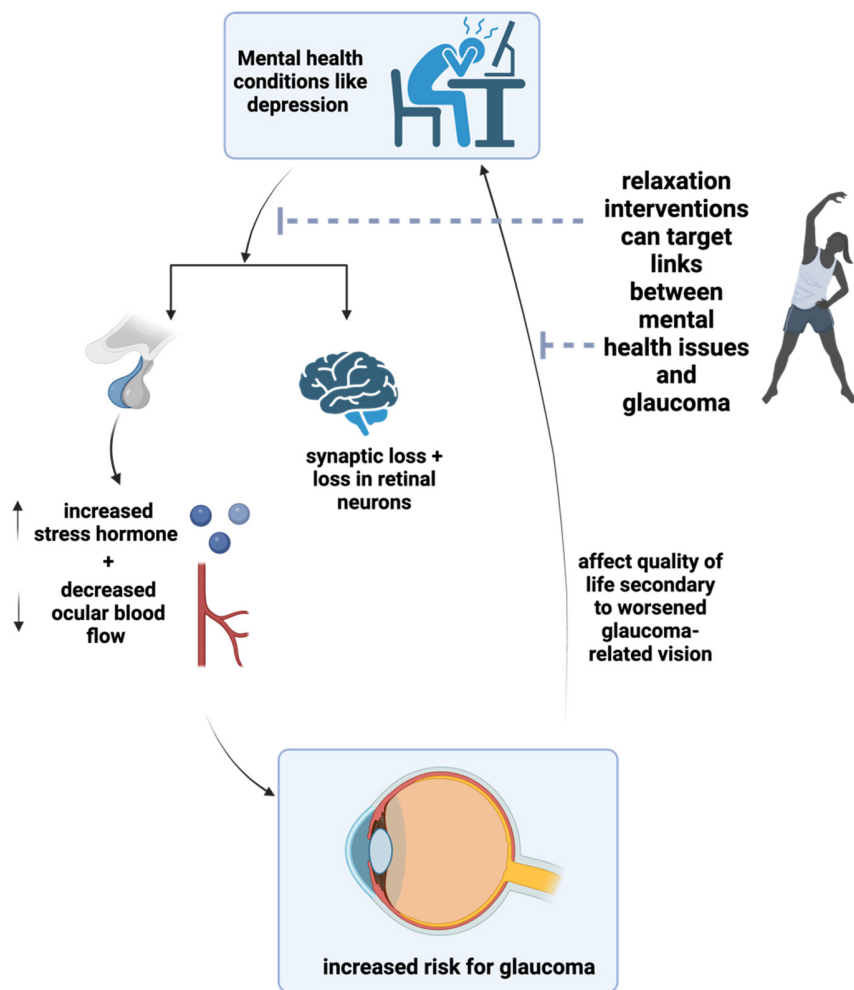 Mental health
conditions like
depression
relaxation
interventions
can target
links
between
mental
health issues
and
glaucoma
synaptic loss +
loss in retinal
neurons
increased
stress hormone
+
decreased
ocular blood
flow
affect quality of
life secondary
to worsened
glaucoma-
related vision
increased risk for glaucoma